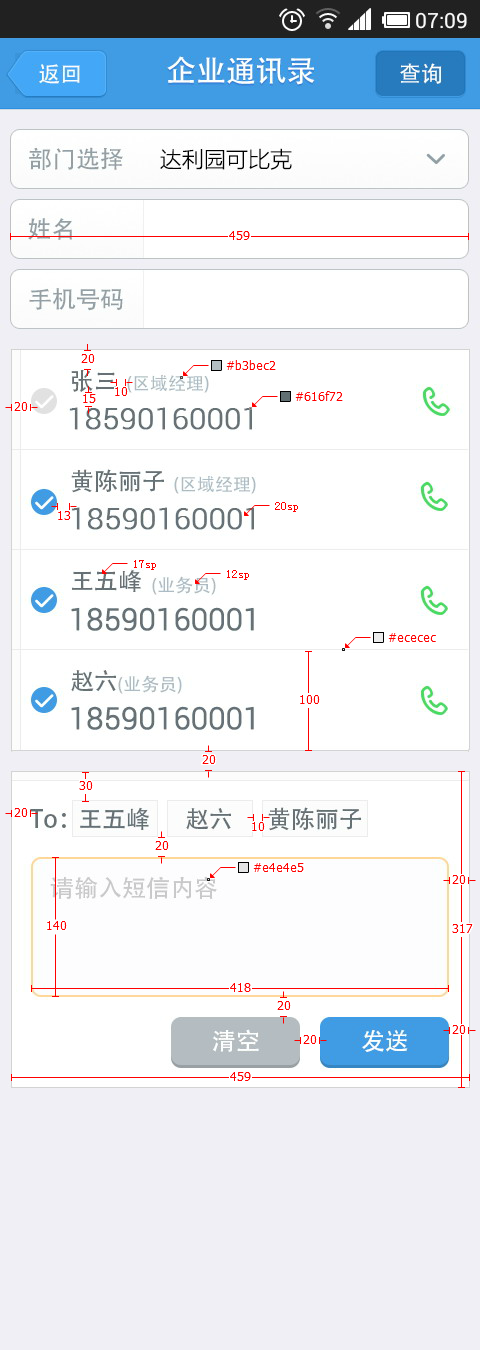 07:09
返回 企业通讯录 查询
部门选择 达利园可比克
姓名
459
手机号码
20
#b3bec2
张三 (区域经理)
10
#616f72
15
20
18590160001
黄陈丽子 (区域经理)
20sp
13
18590160001
17sp
12sp
王五峰 (业务员)
18590160001
#ececec
赵六(业务员)
100
18590160001
20
30
20
To: 王五峰 赵六 黄陈丽子
10
20
#e4e4e5
请输入短信内容
20
140
317
418
20
清空 发送
20
20
459